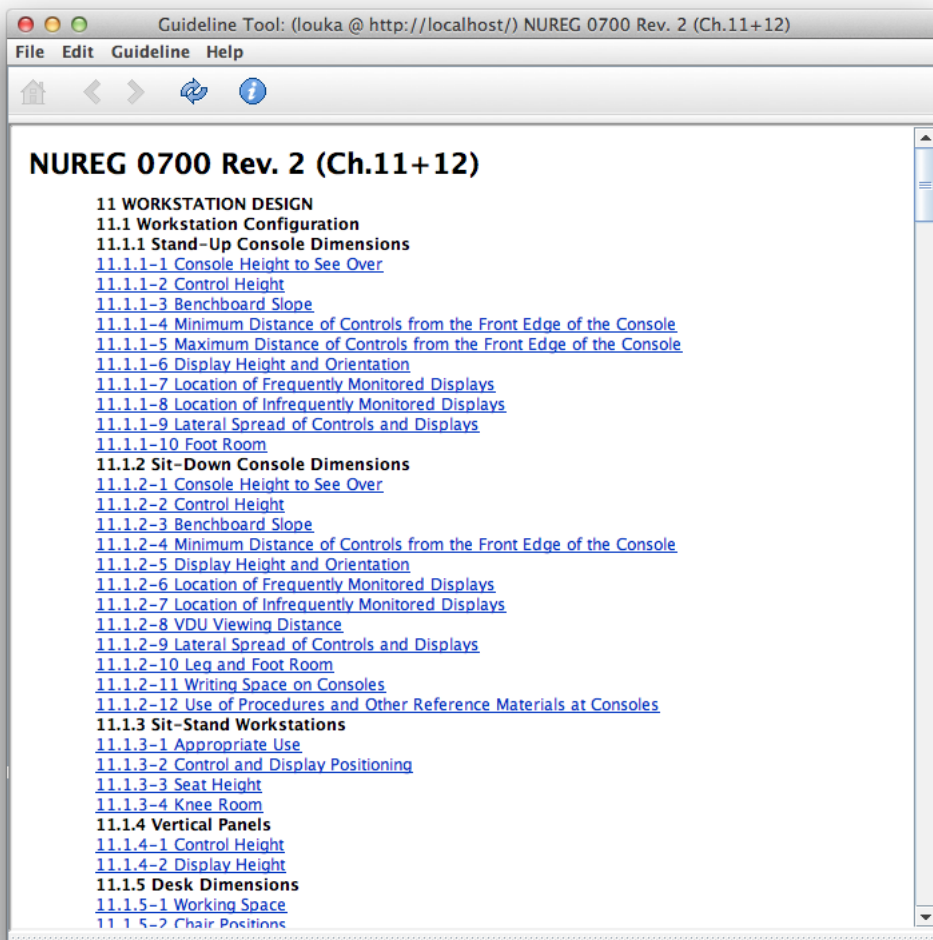 Guideline Tool: (louka @ http://localhost/) NUREG 0700 Rev. 2 (Ch.11+12)
File Edit Guideline Help
NUREG 0700 Rev. 2 (Ch.11+12)
11 WORKSTATION DESIGN
11.1 Workstation Configuration
11.1.1 Stand-Up Console Dimensions
11.1.1-1 Console Height to See Over
11.1.1-2 Control Height
11.1.1-3 Benchboard Slope
11.1.1-4 Minimum Distance of Controls from the Front Edge of the Console
11.1.1-5 Maximum Distance of Controls from the Front Edge of the Console
11.1.1-6 Display Height and Orientation
11.1.1-7 Location of Frequently Monitored Displays
11.1.1-8 Location of Infrequently Monitored Displays
11.1.1-9 Lateral Spread of Controls and Displays
11.1.1-10 Foot Room
11.1.2 Sit-Down Console Dimensions
11.1.2-1 Console Height to See Over
11.1.2-2 Control Height
11.1.2-3 Benchboard Slope
11.1.2-4 Minimum Distance of Controls from the Front Edge of the Console
11.1.2-5 Display Height and Orientation
11.1.2-6 Location of Frequently Monitored Displays
11.1.2-7 Location of Infrequently Monitored Displays
11.1.2-8 VDU Viewing Distance
11.1.2-9 Lateral Spread of Controls and Displays
11.1.2-10 Leg and Foot Room
11.1.2-11 Writing Space on Consoles
11.1.2-12 Use of Procedures and Other Reference Materials at Consoles
11.1.3 Sit-Stand Workstations
11.1.3-1 Appropriate Use
11.1.3-2 Control and Display Positioning
11.1.3-3 Seat Height
11.1.3-4 Knee Room
11.1.4 Vertical Panels
11.1.4-1 Control Height
11.1.4-2 Display Height
11.1.5 Desk Dimensions
11.1.5-1 Working Space
11.1.5-2 Chair Positions